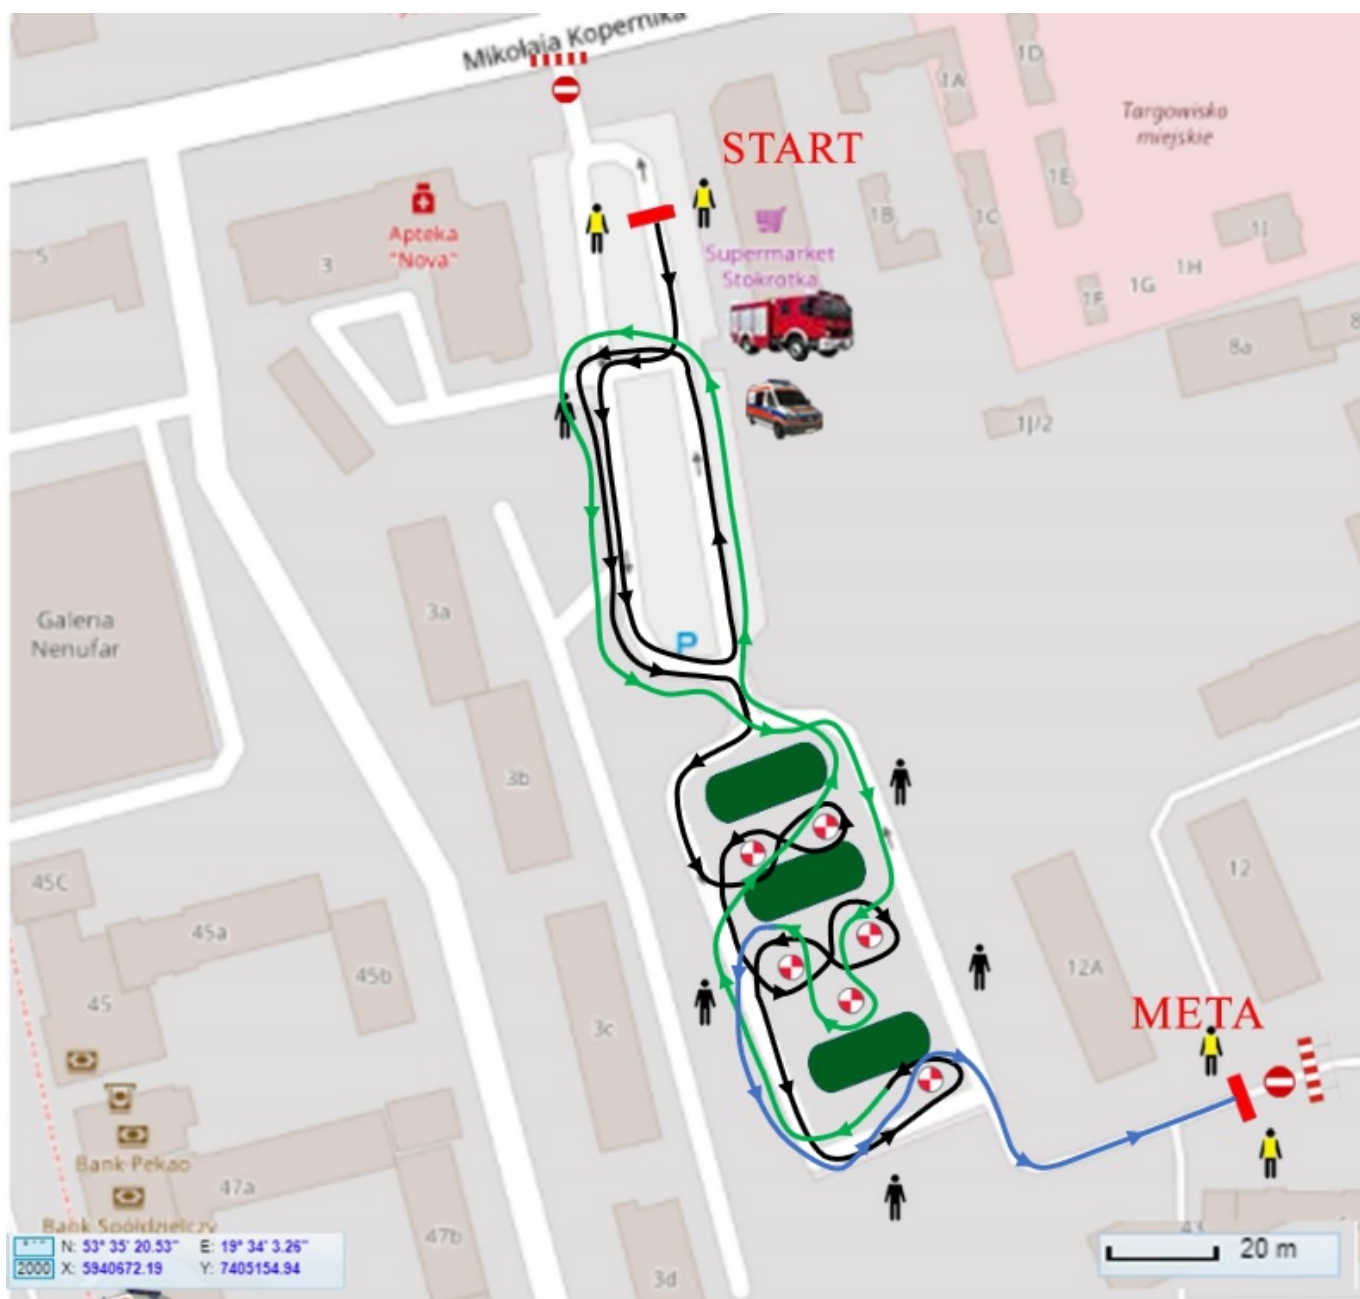 Mikołaja Kopernika
START
1D
1A
Targowisko
miejskie
1E
1B
1C
1I
Apteka
"Nova"
3
5
Supermarket
Stokrotka
1H
1G
1F
8a
8
1J/2
3a
Galeria
Nenufar
P
3b
45C
45a
45b
45
12
12A
3c
META
Bank Pekao
47a
Bank Spółdzielczy
47b
43
3d
N: 53° 35' 20.53" E: 19° 34' 3.26"
2000 X: 5940672.19 Y: 7405154.94
20 m